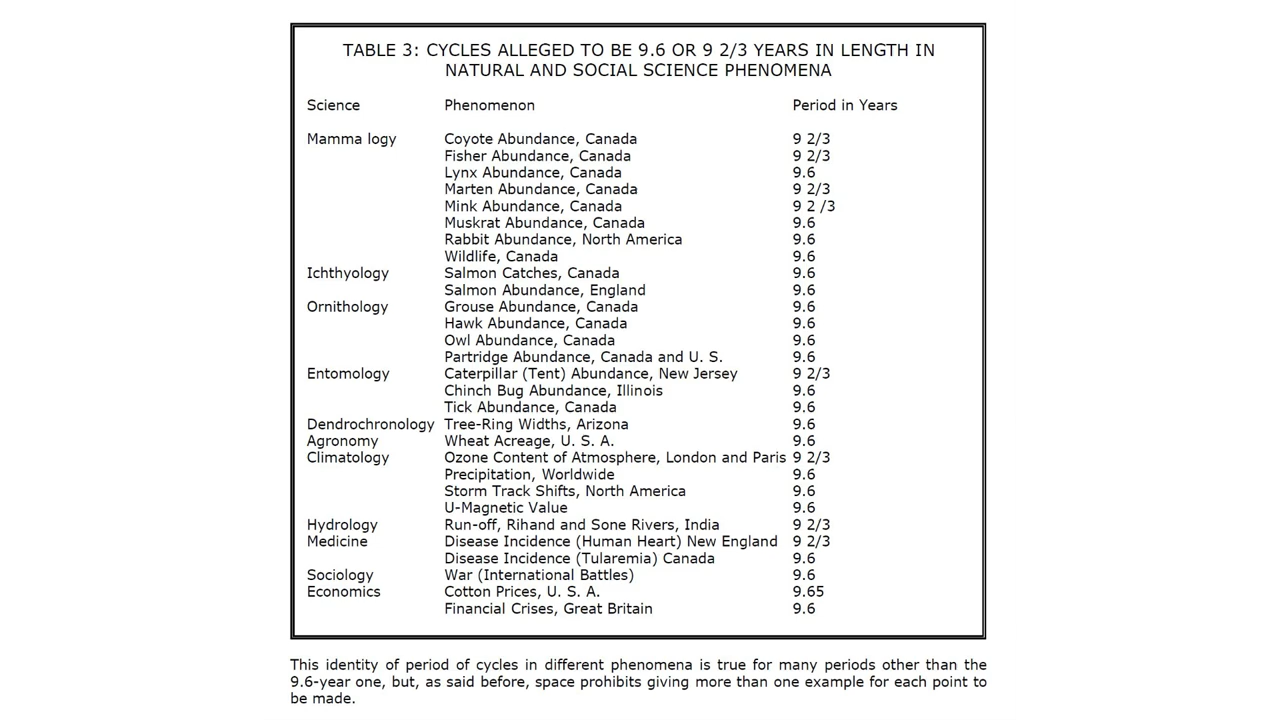 TABLE 3: CYCLES ALLEGED TO BE 9.6 OR 9 2/3 YEARS IN LENGTH IN
NATURAL AND SOCIAL SCIENCE PHENOMENA
Science Phenomenon Period in Years
Mamma logy Coyote Abundance, Canada 9 2/3
Fisher Abundance, Canada 9 2/3
Lynx Abundance, Canada 9.6
Marten Abundance, Canada 9 2/3
Mink Abundance, Canada 9 2 /3
Muskrat Abundance, Canada 9.6
Rabbit Abundance, North America 9.6
Wildlife, Canada 9.6
Ichthyology Salmon Catches, Canada 9.6
Salmon Abundance, England 9.6
Ornithology Grouse Abundance, Canada 9.6
Hawk Abundance, Canada 9.6
Owl Abundance, Canada 9.6
Partridge Abundance, Canada and U. S. 9.6
Entomology Caterpillar (Tent) Abundance, New Jersey 9 2/3
Chinch Bug Abundance, Illinois 9.6
Tick Abundance, Canada 9.6
Dendrochronology Tree-Ring Widths, Arizona 9.6
Agronomy Wheat Acreage, U. S. A. 9.6
Climatology Ozone Content of Atmosphere, London and Paris 9 2/3
Precipitation, Worldwide 9.6
Storm Track Shifts, North America 9.6
U-Magnetic Value 9.6
Hydrology Run-off, Rihand and Sone Rivers, India 9 2/3
Medicine Disease Incidence (Human Heart) New England 9 2/3
Disease Incidence (Tularemia) Canada 9.6
Sociology War (International Battles) 9.6
Economics Cotton Prices, U. S. A. 9.65
Financial Crises, Great Britain 9.6
This identity of period of cycles in different phenomena is true for many periods other than the
9.6-year one, but, as said before, space prohibits giving more than one example for each point to
be made.